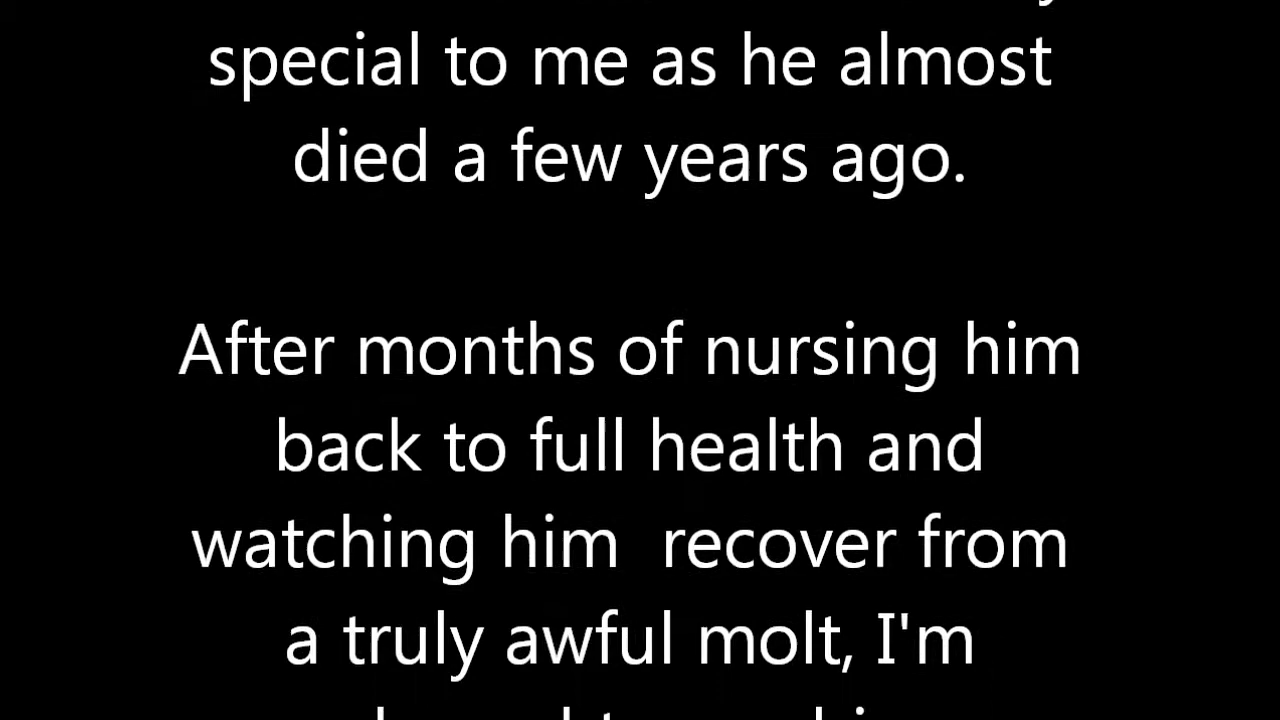 special to me as he almost
died a few years ago.
After months of nursing him
back to full health and
watching him  recover from
a truly awful molt, I'm